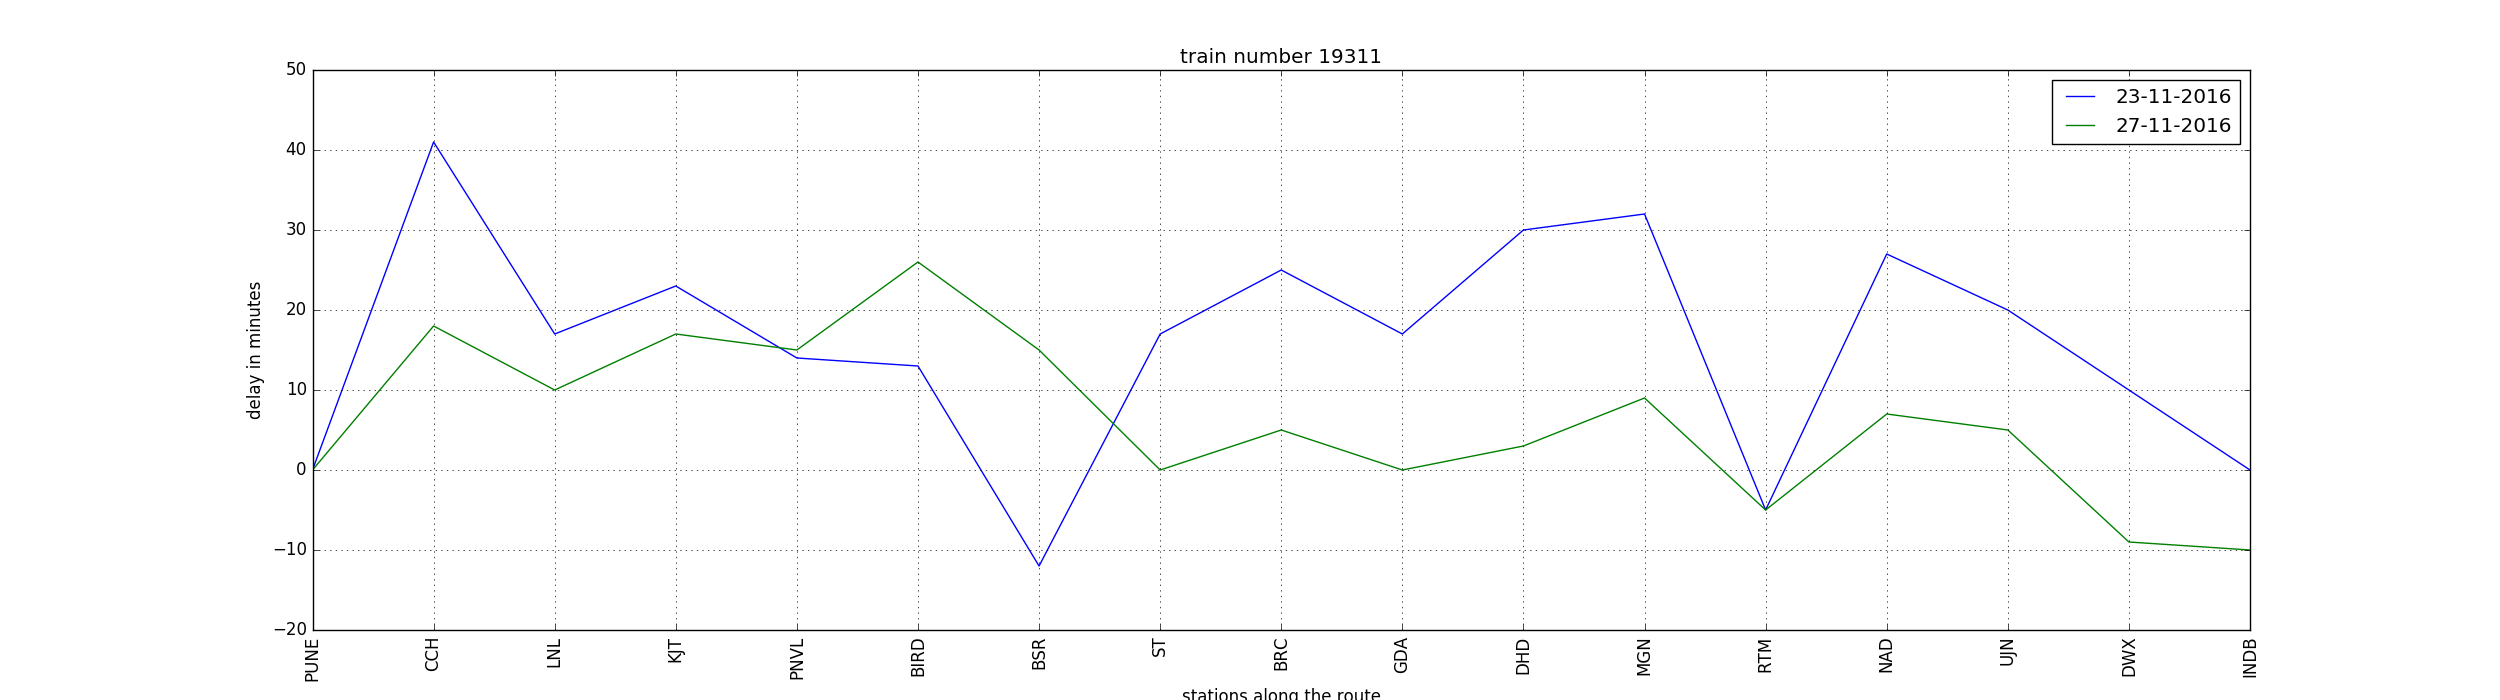 train number 19311
50
40
30
20
10
0
−10
−20
delay in minutes
23-11-2016
27-11-2016
PUNE
CCH
LNL
KJT
PNVL
BIRD
BSR
ST
BRC
GDA
DHD
MGN
RTM
NAD
UJN
DWX
INDB
stations along the route